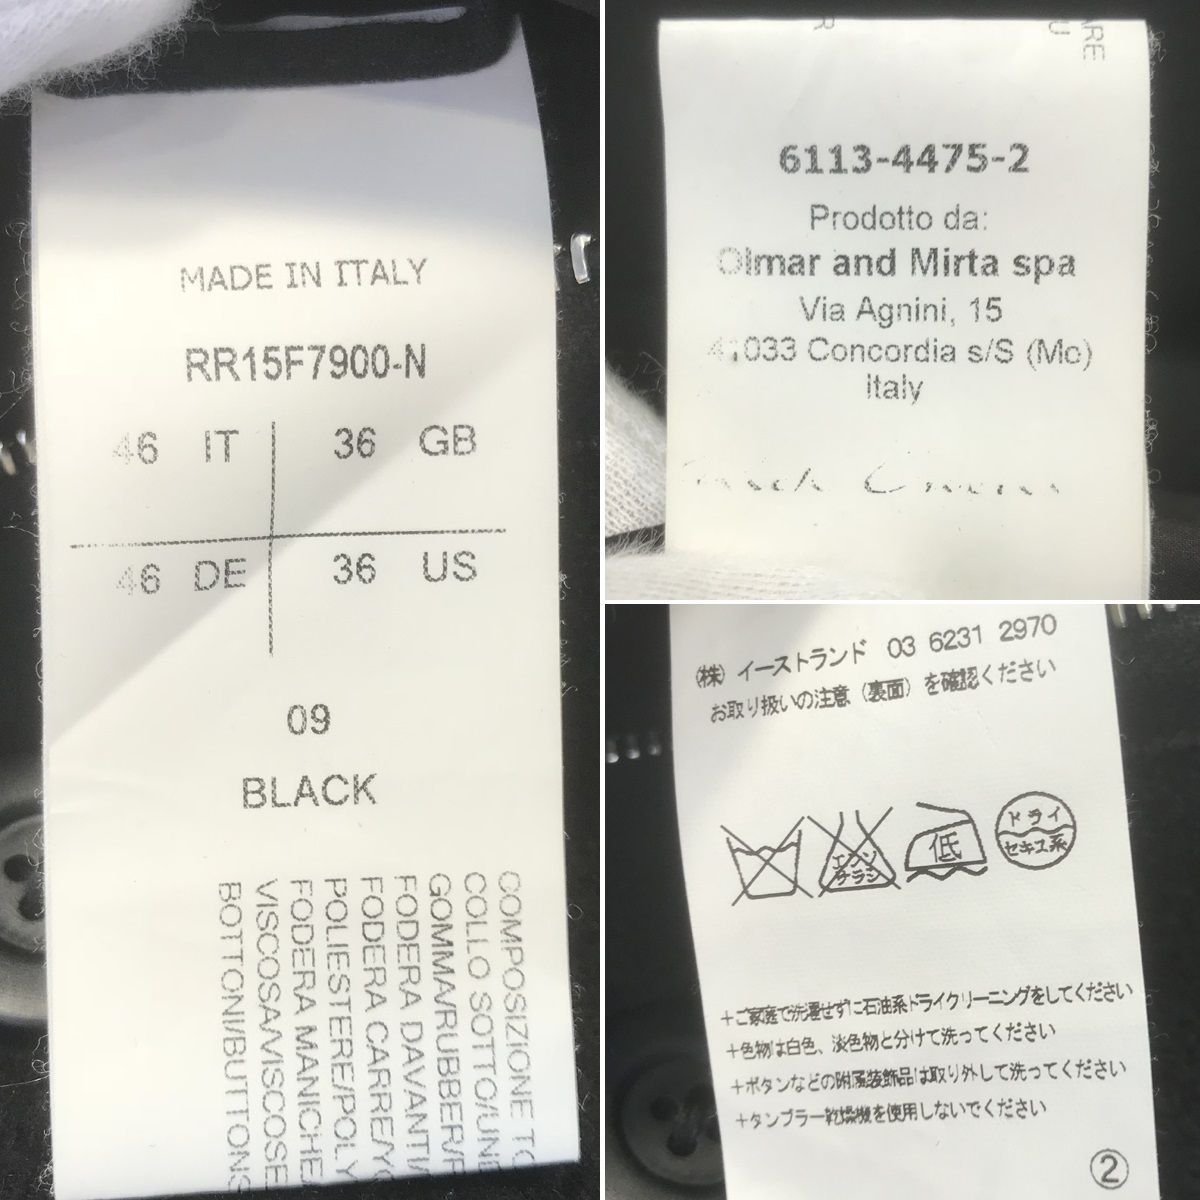 MADE IN ITALY
RR15F7900-N
46 IT 36 GB
46 DE 36 US
09
BLACK
COMPOSIZIONE
COLLO SOTTO/UND
GOMMA/RUBBER/P
FODERA DAVANTI/
FODERA CARRE/YO
POLIESTERE/POLY
FODERA MANICHE/
VISCOSA/VISCOSE
BOTTONI/BUTTONS
6113-4475-2
Prodotto da:
Olmar and Mirta spa
Via Agnini, 15
41033 Concordia s/S (Mo)
italy
(株) イーストランド 03 6231 2970
お取り扱いの注意 (裏面) を確認ください
エンソ
サラシ
低
ドライ
セキユ系
+ご家庭で洗濯せずに石油系ドライクリーニングをしてください
+色物は白色、淡色物と分けて洗ってください
+ボタンなどの附属装飾品は取り外して洗ってください
+タンブラー乾燥機を使用しないでください
②